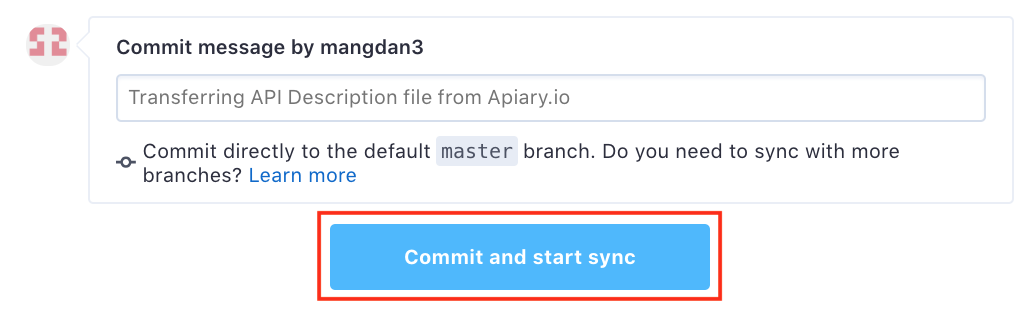 Commit message by mangdan3
Transferring API Description file from Apiary.io
Commit directly to the default master branch. Do you need to sync with more
branches? Learn more
Commit and start sync